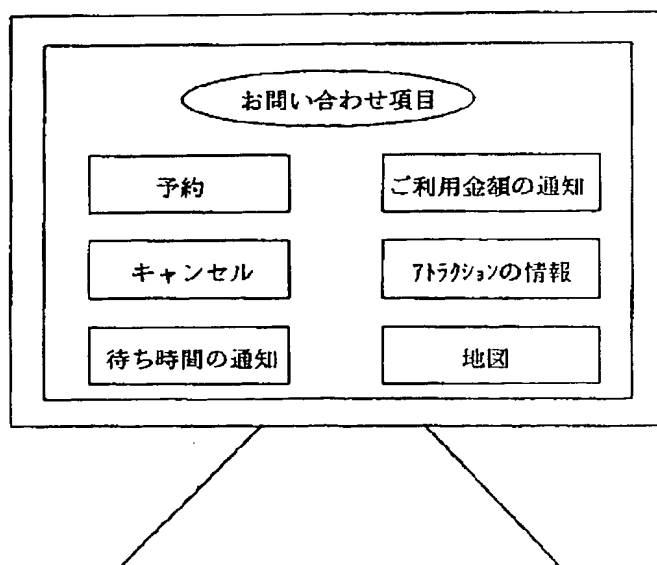 お問い合わせ項目
予約
ご利用金額の通知
キャンセル
ｱﾄﾗｸｼｮﾝの情報
待ち時間の通知
地図